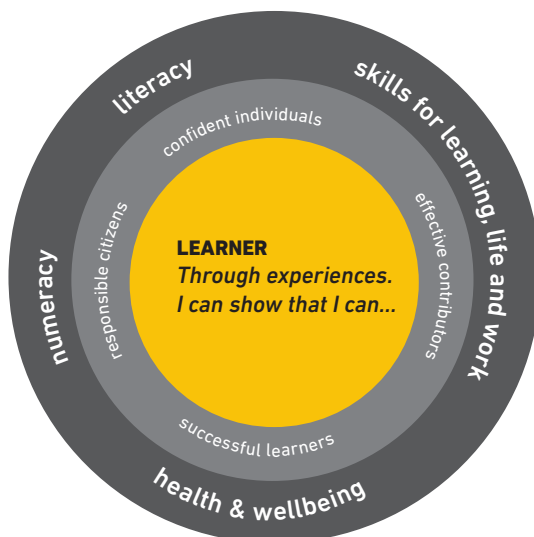 literacy
skills for learning, life and work
confident individuals
responsible citizens
effective contributors
numeracy
LEARNER
Through experiences.
I can show that I can...
successful learners
health & wellbeing